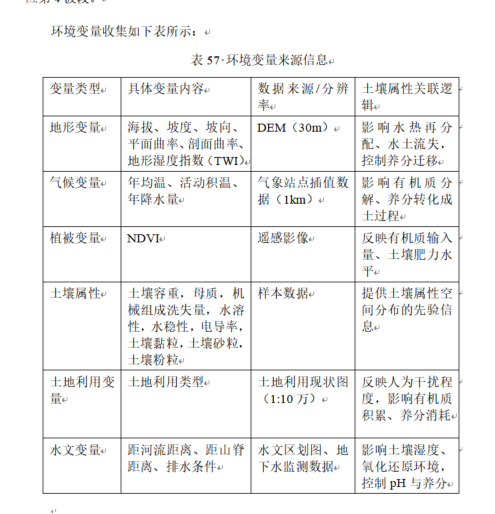 环境变量收集如下表所示：
表 57 环境变量来源信息
变量类型 具体变量内容 数据来源/分辨 土壤属性关联逻
率 辑
地形变量 海拔、坡度、坡向、 DEM（30m） 影响水热再分
平面曲率、剖面曲率、 配、水土流失，
地形湿度指数（TWI） 控制养分迁移
气候变量 年均温、活动积温、 气象站点插值数 影响有机质分
年降水量 据（1km） 解、养分转化成
土过程
植被变量 NDVI 遥感影像 反映有机质输入
量、土壤肥力水
平
土壤属性 土壤容重，母质，机 样本数据 提供土壤属性空
械组成洗失量，水溶 间分布的先验信
性，水稳性，电导率， 息
土壤黏粒，土壤砂粒，
土壤粉粒
土地利用变 土地利用类型 土地利用现状图 反映人为干扰程
量 （1:10 万） 度，影响有机质
积累、养分消耗
水文变量 距河流距离、距山脊 水文区划图、地 影响土壤湿度、
距离、排水条件 下水监测数据 氧化还原环境，
控制 pH 与养分